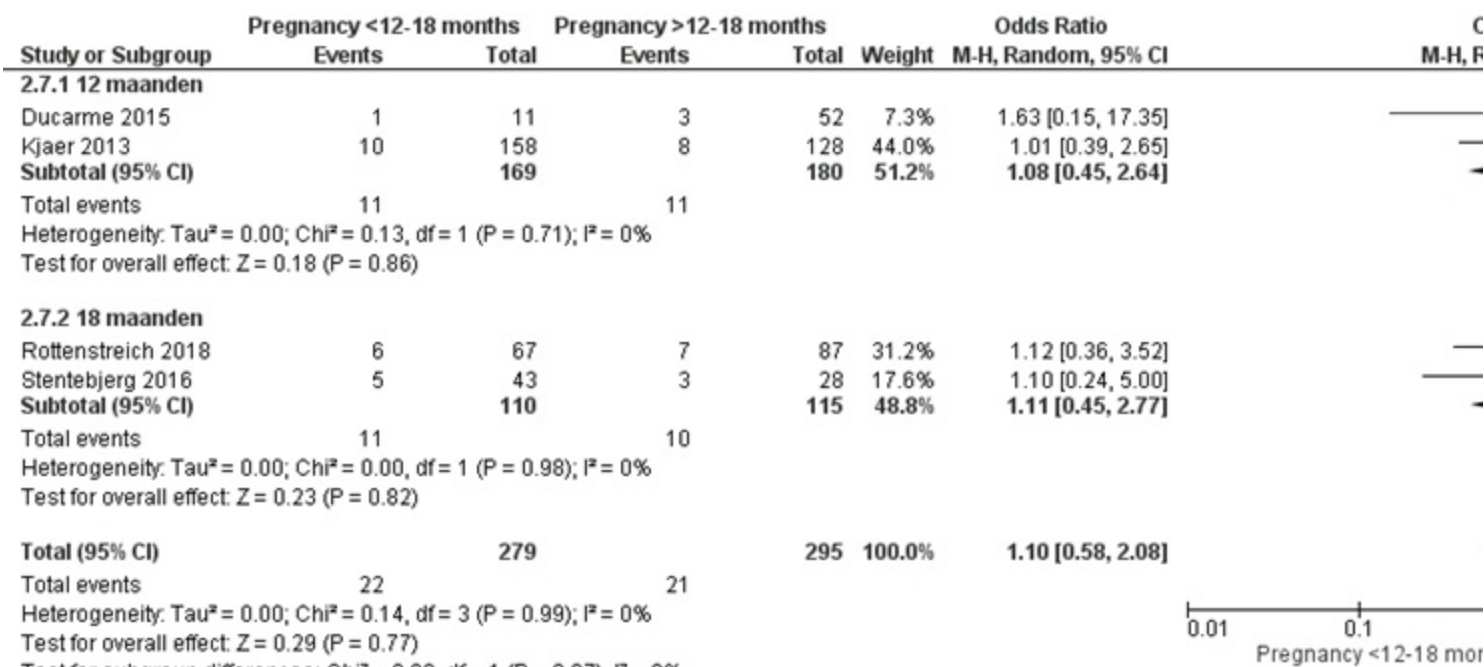 Pregnancy <12-18 months Pregnancy >12-18 months Odds Ratio
Study or Subgroup Events Total Events Total Weight M-H, Random, 95% CI M-H, R
2.7.1 12 maanden
Ducarme 2015 1 11 3 52 7.3% 1.63 [0.15, 17.35]
Kjaer 2013 10 158 8 128 44.0% 1.01 [0.39, 2.65]
Subtotal (95% CI) 169 180 51.2% 1.08 [0.45, 2.64]
Total events 11 11
Heterogeneity: Tau² = 0.00; Chi² = 0.13, df = 1 (P = 0.71); I² = 0%
Test for overall effect: Z = 0.18 (P = 0.86)
2.7.2 18 maanden
Rottenstreich 2018 6 67 7 87 31.2% 1.12 [0.36, 3.52]
Stentebjerg 2016 5 43 3 28 17.6% 1.10 [0.24, 5.00]
Subtotal (95% CI) 110 115 48.8% 1.11 [0.45, 2.77]
Total events 11 10
Heterogeneity: Tau² = 0.00; Chi² = 0.00, df = 1 (P = 0.98); I² = 0%
Test for overall effect: Z = 0.23 (P = 0.82)
Total (95% CI) 279 295 100.0% 1.10 [0.58, 2.08]
Total events 22 21
Heterogeneity: Tau² = 0.00; Chi² = 0.14, df = 3 (P = 0.99); I² = 0%
Test for overall effect: Z = 0.29 (P = 0.77)
0.01 0.1
Pregnancy <12-18 mor